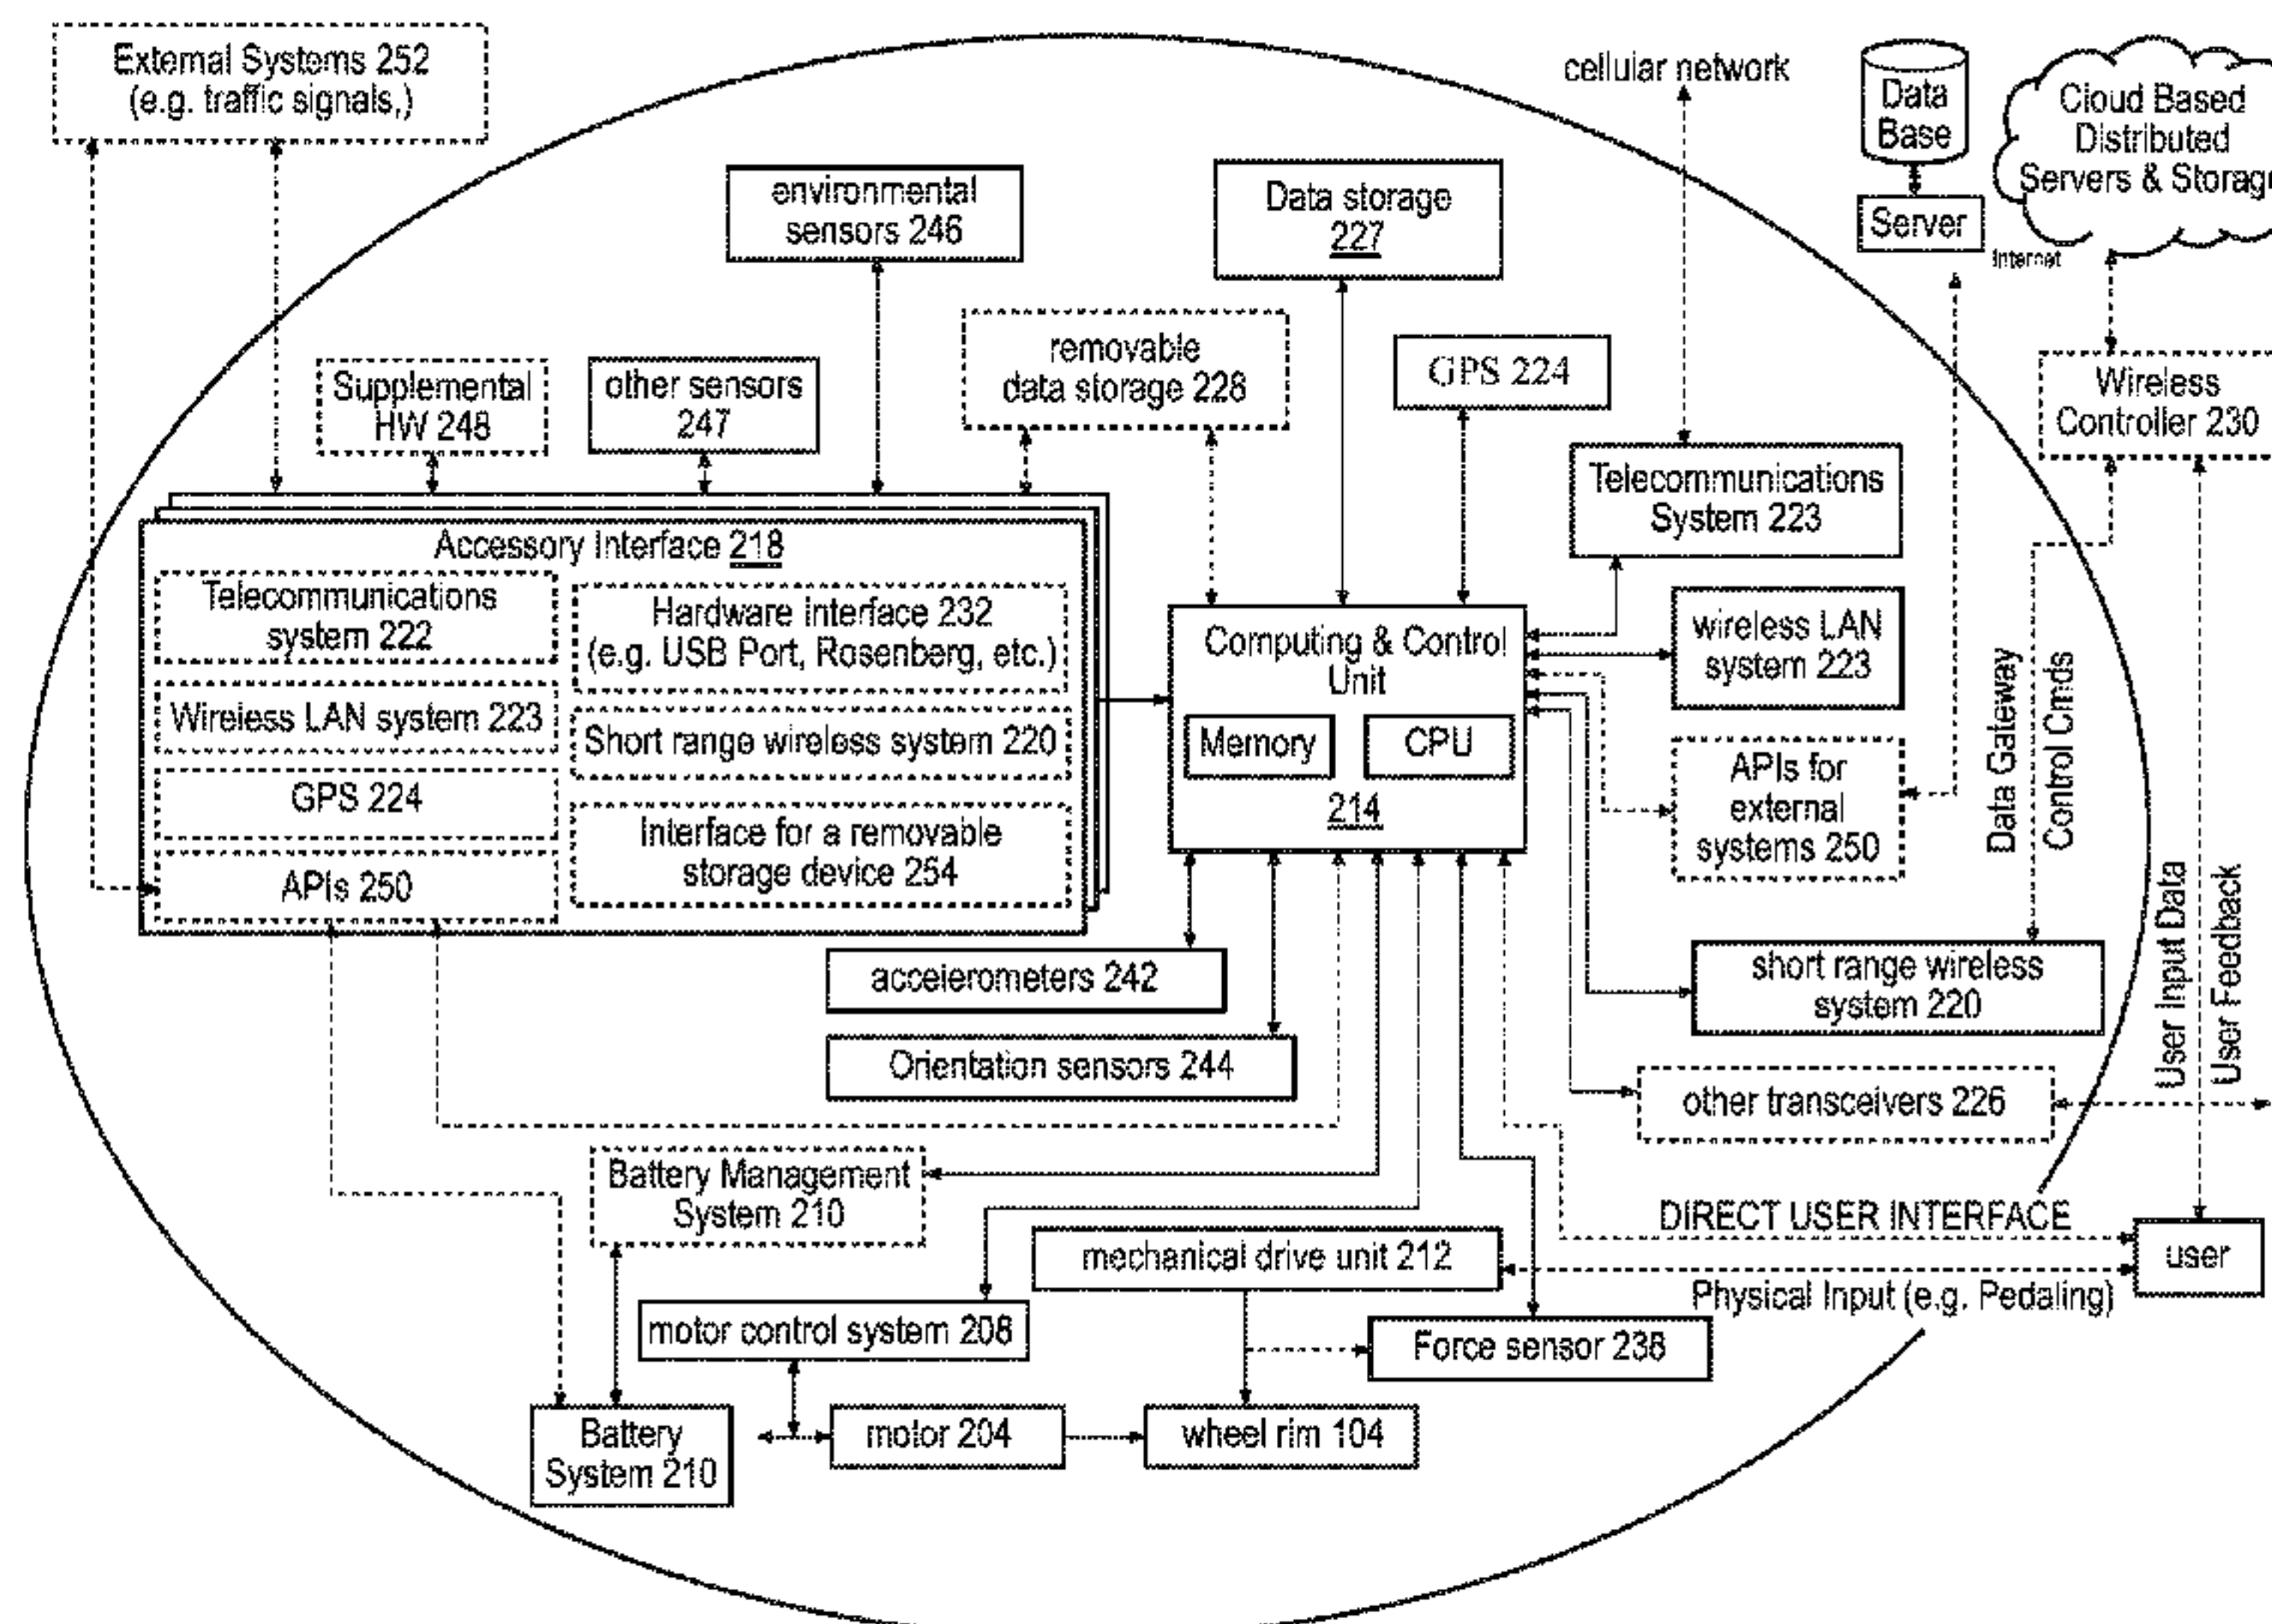 External Systems 252
(e.g. traffic signals,)
cellular network
Data
Base
Server
Internet
Cloud Based
Distributed
Servers & Storage
environmental
sensors 246
Data storage
227
Supplemental
HW 248
other sensors
247
removable
data storage 228
GPS 224
Wireless
Controller 230
Telecommunications
System 223
Accessory Interface 218
Telecommunications
system 222
Wireless LAN system 223
GPS 224
APIs 250
Hardware interface 232
(e.g. USB Port, Rosenberg, etc.)
Short range wireless system 220
Interface for a removable
storage device 254
Computing & Control
Unit
Memory
CPU
214
wireless LAN
system 223
APIs for
external
systems 250
Data Gateway
Control Cmds
User Input Data
User Feedback
short range wireless
system 220
accelerometers 242
Orientation sensors 244
other transceivers 226
Battery Management
System 210
DIRECT USER INTERFACE
mechanical drive unit 212
user
Physical Input (e.g. Pedaling)
motor control system 208
Force sensor 238
Battery
System 210
motor 204
wheel rim 104